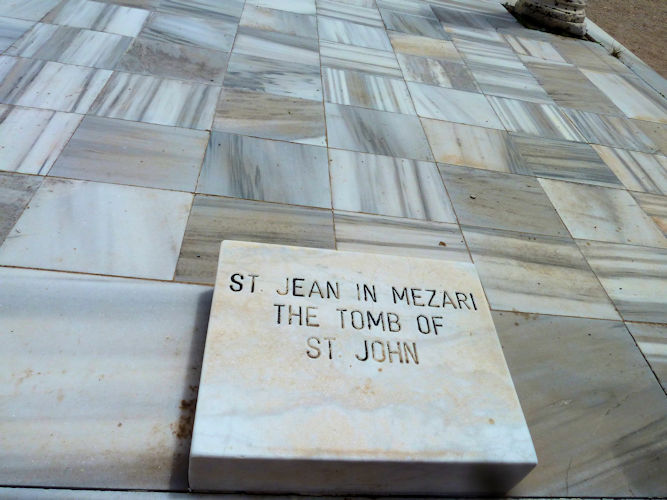 ST. JEAN IN MEZARI
THE TOMB OF
ST. JOHN